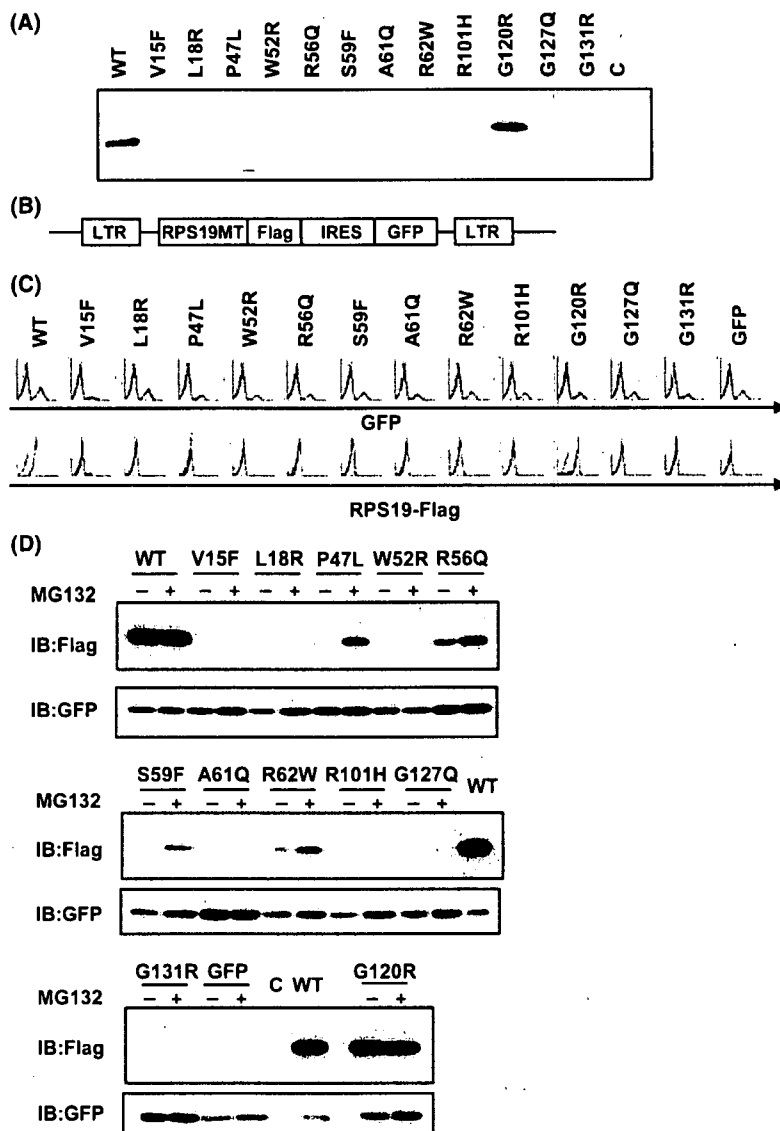 (A)
WT V15F L18R P47L W52R R56Q S59F A61Q R62W R101H G120R G127Q G131R C
(B)
LTR RPS19MT Flag IRES GFP LTR
(C)
WT V15F L18R P47L W52R R56Q S59F A61Q R62W R101H G120R G127Q G131R GFP
GFP
RPS19-Flag
(D)
WT V15F L18R P47L W52R R56Q
MG132 – + – + – + – + – + – +
IB:Flag
IB:GFP
S59F A61Q R62W R101H G127Q WT
MG132 – + – + – + – + – +
IB:Flag
IB:GFP
G131R GFP C WT G120R
MG132 – + – + – +
IB:Flag
IB:GFP